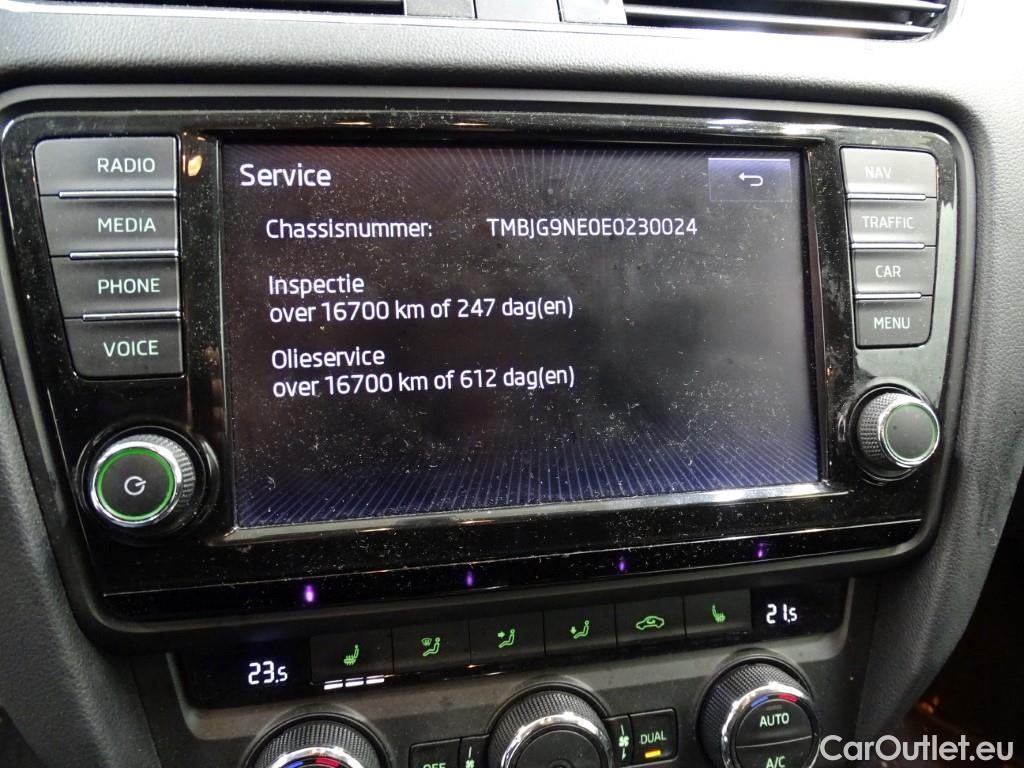 RADIO
MEDIA
PHONE
VOICE
Service
Chassisnummer: TMBJG9NE0E0230024
Inspectie
over 16700 km of 247 dag(en)
Olieservice
over 16700 km of 612 dag(en)
NAV
TRAFFIC
CAR
MENU
23.5
21.5
OFF
DUAL
AUTO
A/C
CarOutlet.eu